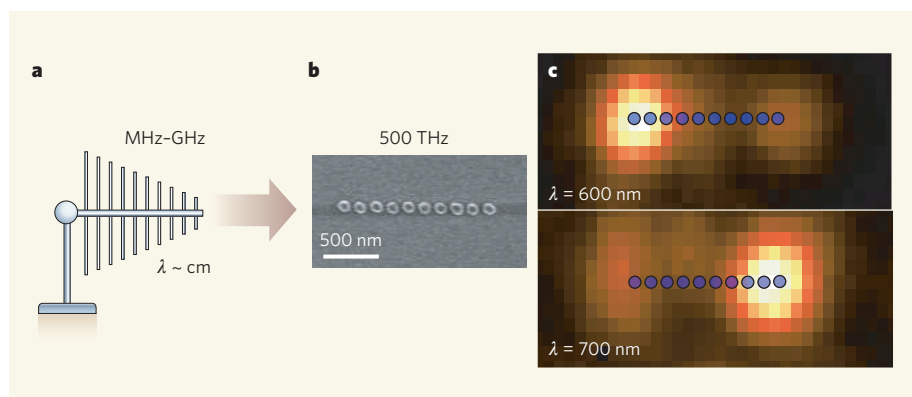 a
MHz–GHz
λ ~ cm
b
500 THz
500 nm
c
λ = 600 nm
λ = 700 nm